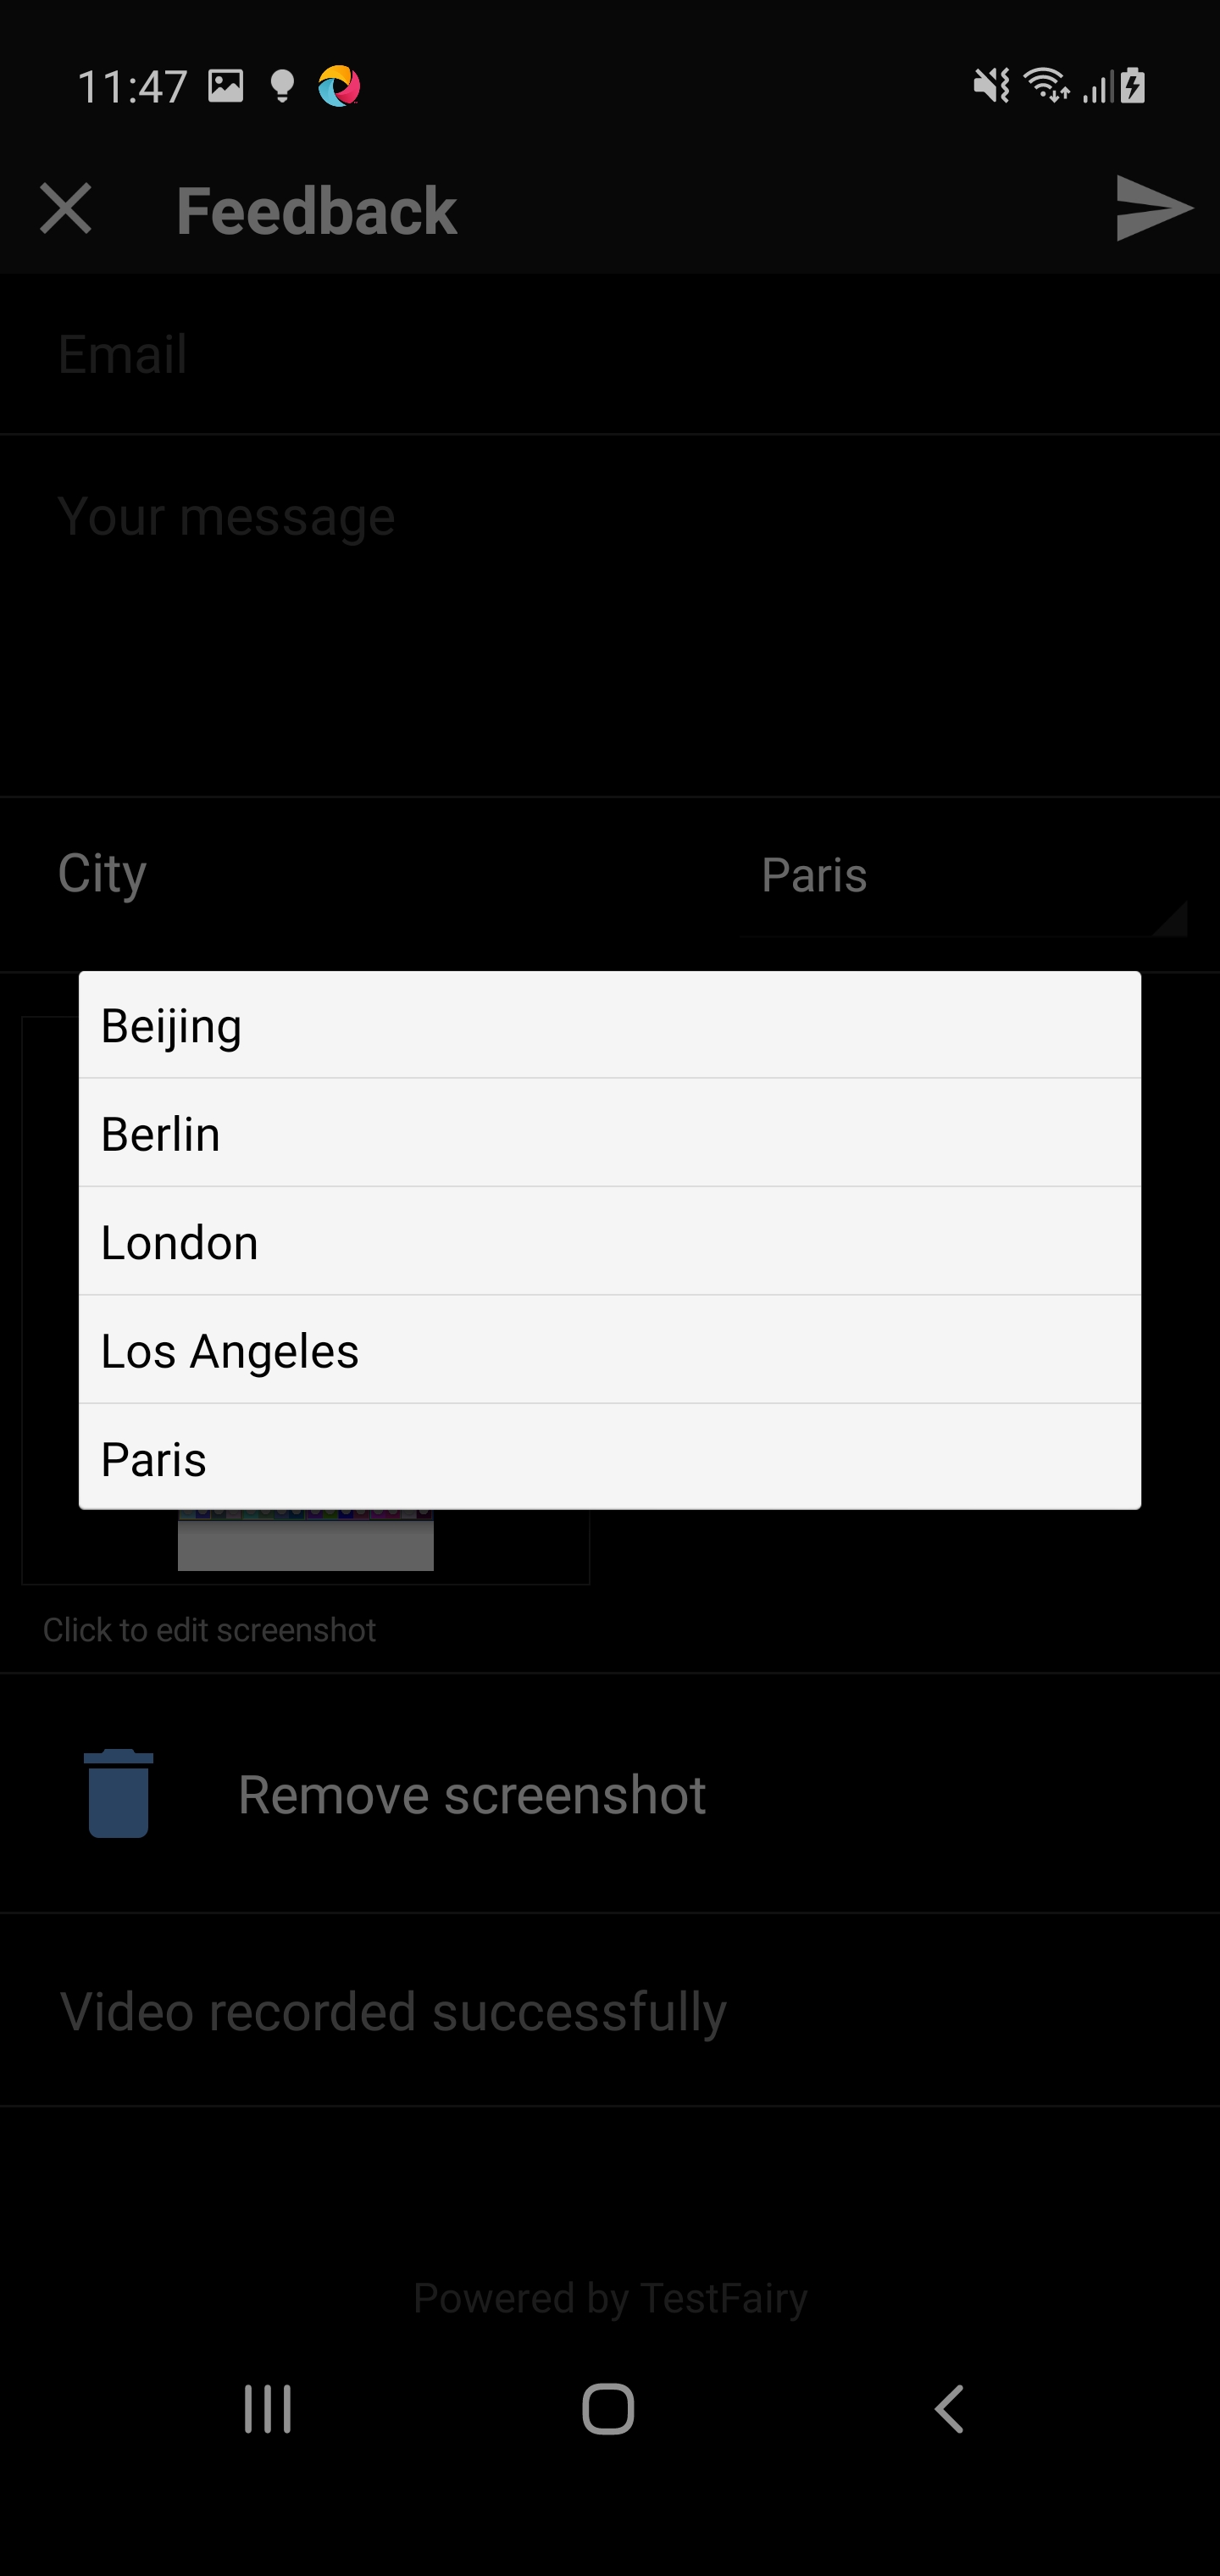 11:47
Feedback
Email
Your message
City
Paris
Beijing
Berlin
London
Los Angeles
Paris
Click to edit screenshot
Remove screenshot
Video recorded successfully
Powered by TestFairy